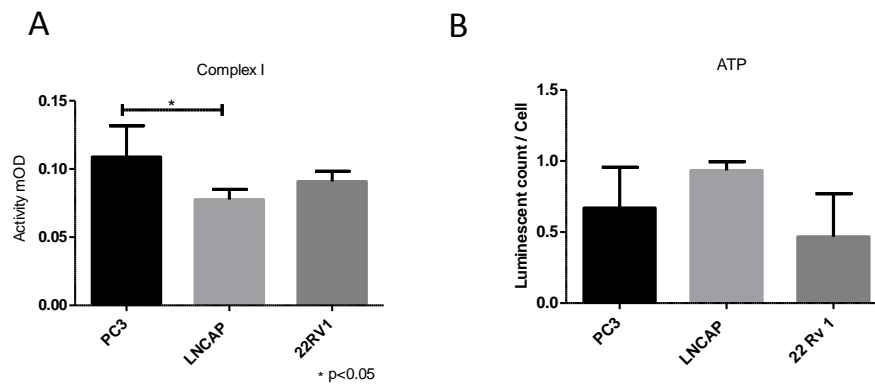 A
Complex I
Activity mOD
0.15
0.10
0.05
0.00
*
PC3
LNCAP
22RV1
* p<0.05
B
ATP
Luminescent count / Cell
1.5
1.0
0.5
0.0
PC3
LNCAP
22 Rv 1